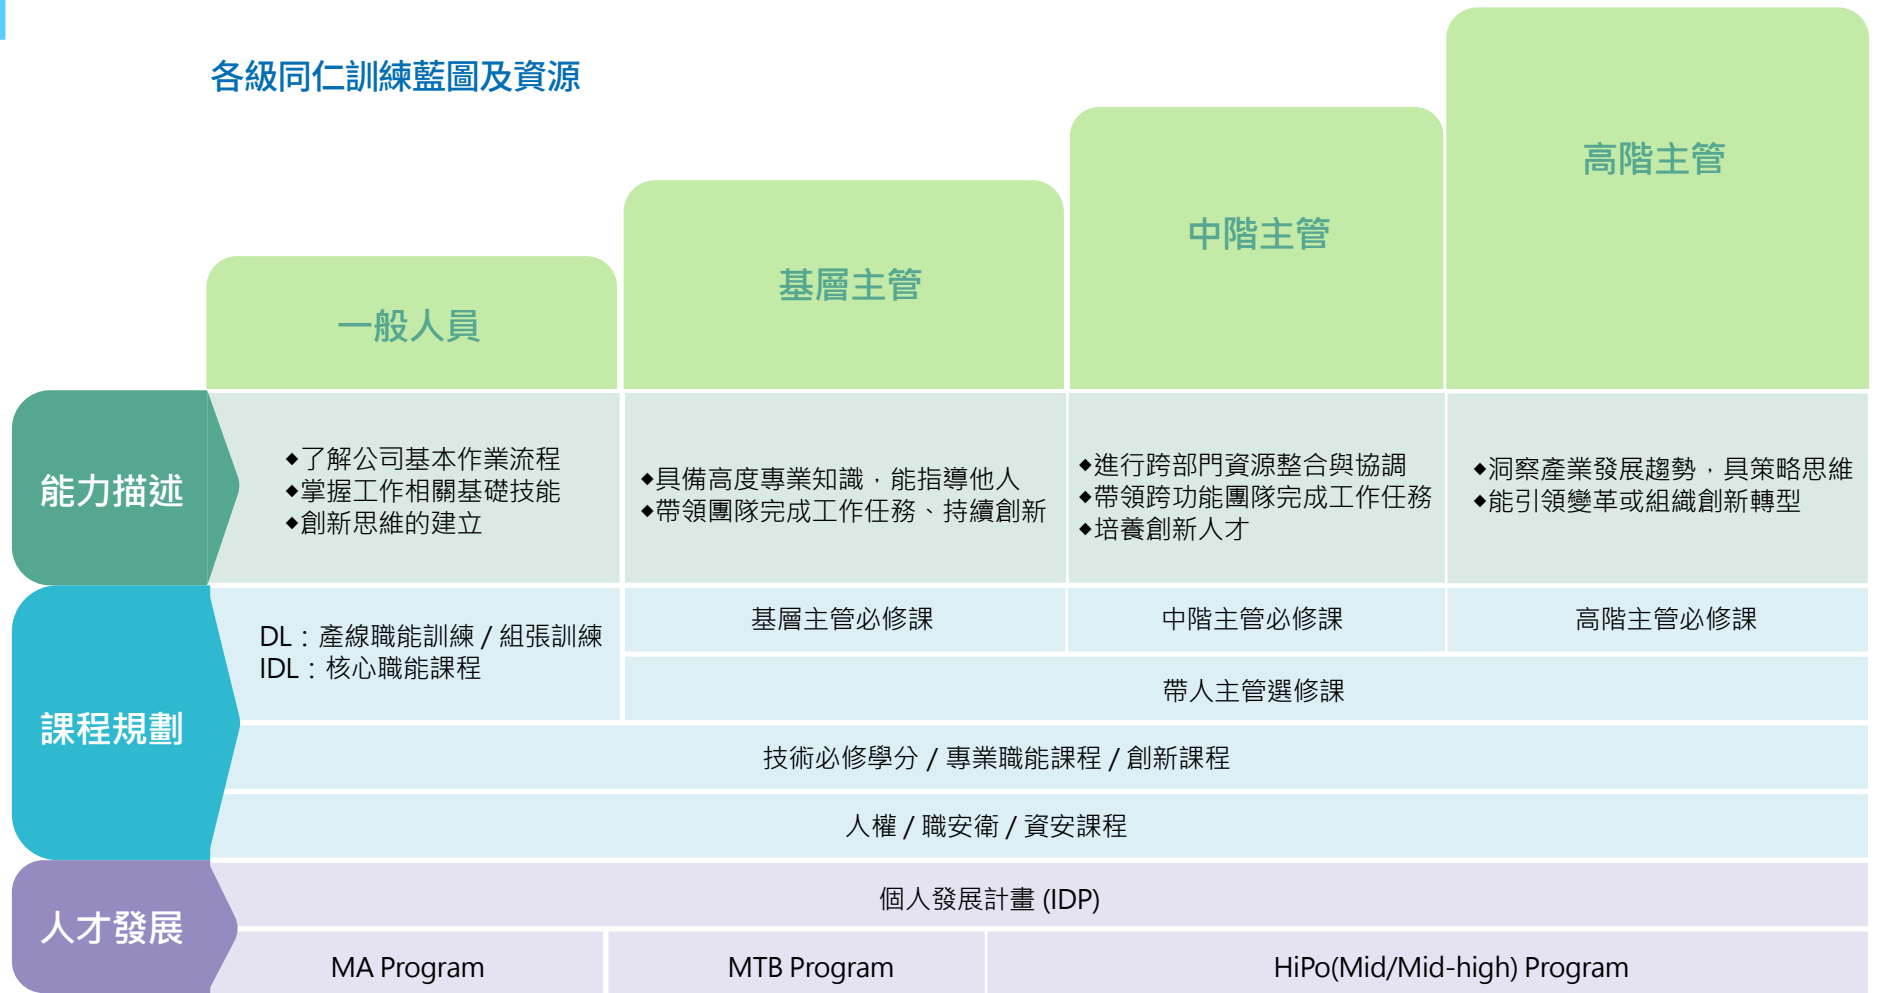 各級同仁訓練藍圖及資源
一般人員
基層主管
中階主管
高階主管
能力描述
◆了解公司基本作業流程
◆掌握工作相關基礎技能
◆創新思維的建立
◆具備高度專業知識，能指導他人
◆帶領團隊完成工作任務、持續創新
◆進行跨部門資源整合與協調
◆帶領跨功能團隊完成工作任務
◆培養創新人才
◆洞察產業發展趨勢，具策略思維
◆能引領變革或組織創新轉型
課程規劃
DL：產線職能訓練 / 組張訓練
IDL：核心職能課程
基層主管必修課
中階主管必修課
高階主管必修課
帶人主管選修課
技術必修學分 / 專業職能課程 / 創新課程
人權 / 職安衛 / 資安課程
人才發展
個人發展計畫 (IDP)
MA Program
MTB Program
HiPo(Mid/Mid-high) Program